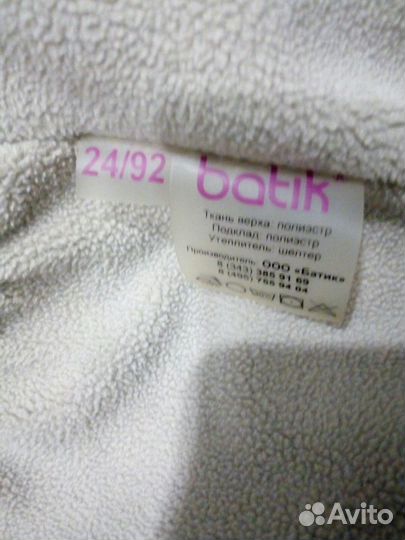 24/92
batik
Ткань верха: полиэстр
Подклад: полиэстр
Утеплитель: шелтер
Производитель ООО «Батик»
8 (343) 385 91 69
8 (495) 755 94 64
Avito